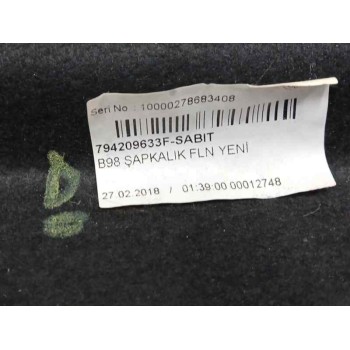 Seri No : 10000278683408
794209633F-SABIT
B98 ŞAPKALIK FLN YENİ
27.02.2018 / 01:39:00 00012748